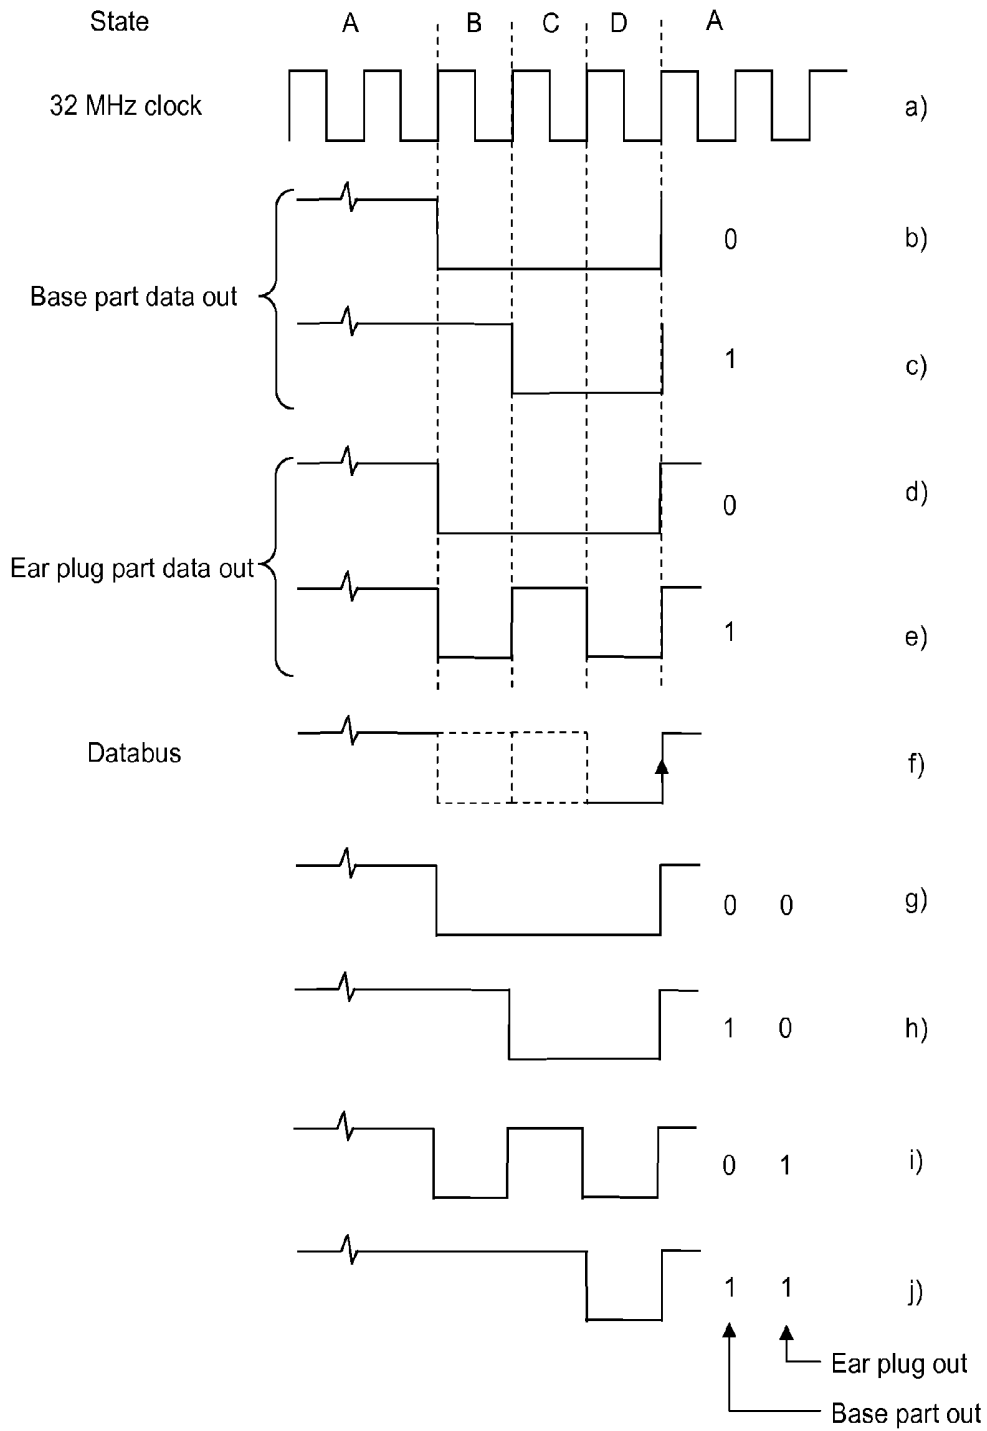 State A B C D A
32 MHz clock a)
0 b)
Base part data out
1 c)
0 d)
Ear plug part data out
1 e)
Databus f)
0 0 g)
1 0 h)
0 1 i)
1 1 j)
Ear plug out
Base part out